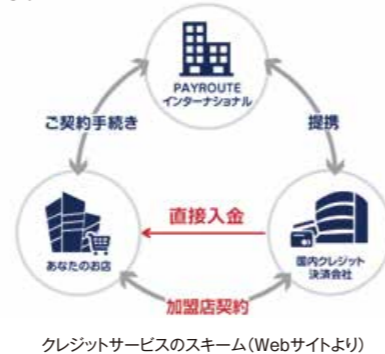 PAYROUTE
インターナショナル
ご契約手続き
提携
直接入金
あなたのお店
国内クレジット
決済会社
加盟店契約
クレジットサービスのスキーム(Webサイトより)